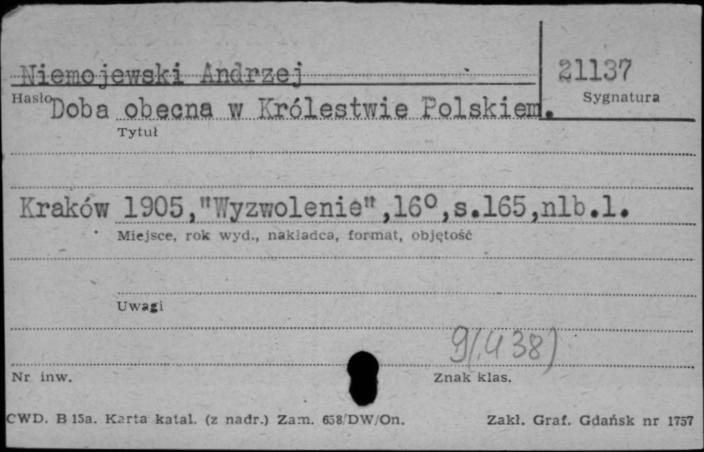 Niemojewski Andrzej 21137
Hasło Sygnatura
Doba obecna w Królestwie Polskiem.
Tytuł
Kraków 1905,"Wyzwolenie",16°,s.165,nlb.1.
Miejsce, rok wyd., nakładca, format, objętość
Uwagi
9/.438)
Nr inw. Znak klas.
CWD. B 15a. Karta katal. (z nadr.) Zam. 658/DW/On. Zakł. Graf. Gdańsk nr 1757